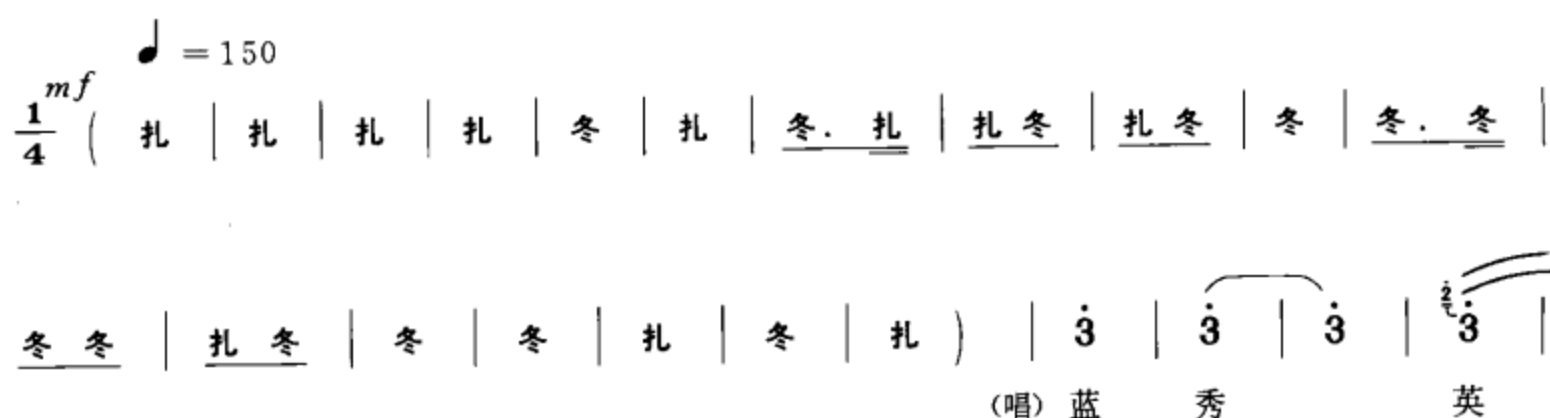 ♩ = 150
mf
1/4 ( 扎 | 扎 | 扎 | 扎 | 冬 | 扎 | 冬. 扎 | 扎 冬 | 扎 冬 | 冬 | 冬. 冬 |
冬 冬 | 扎 冬 | 冬 | 冬 | 扎 | 冬 | 扎 ) | 3̇ | 3̇ | 3̇ | 2̇ 3̇ |
(唱) 蓝 秀 英